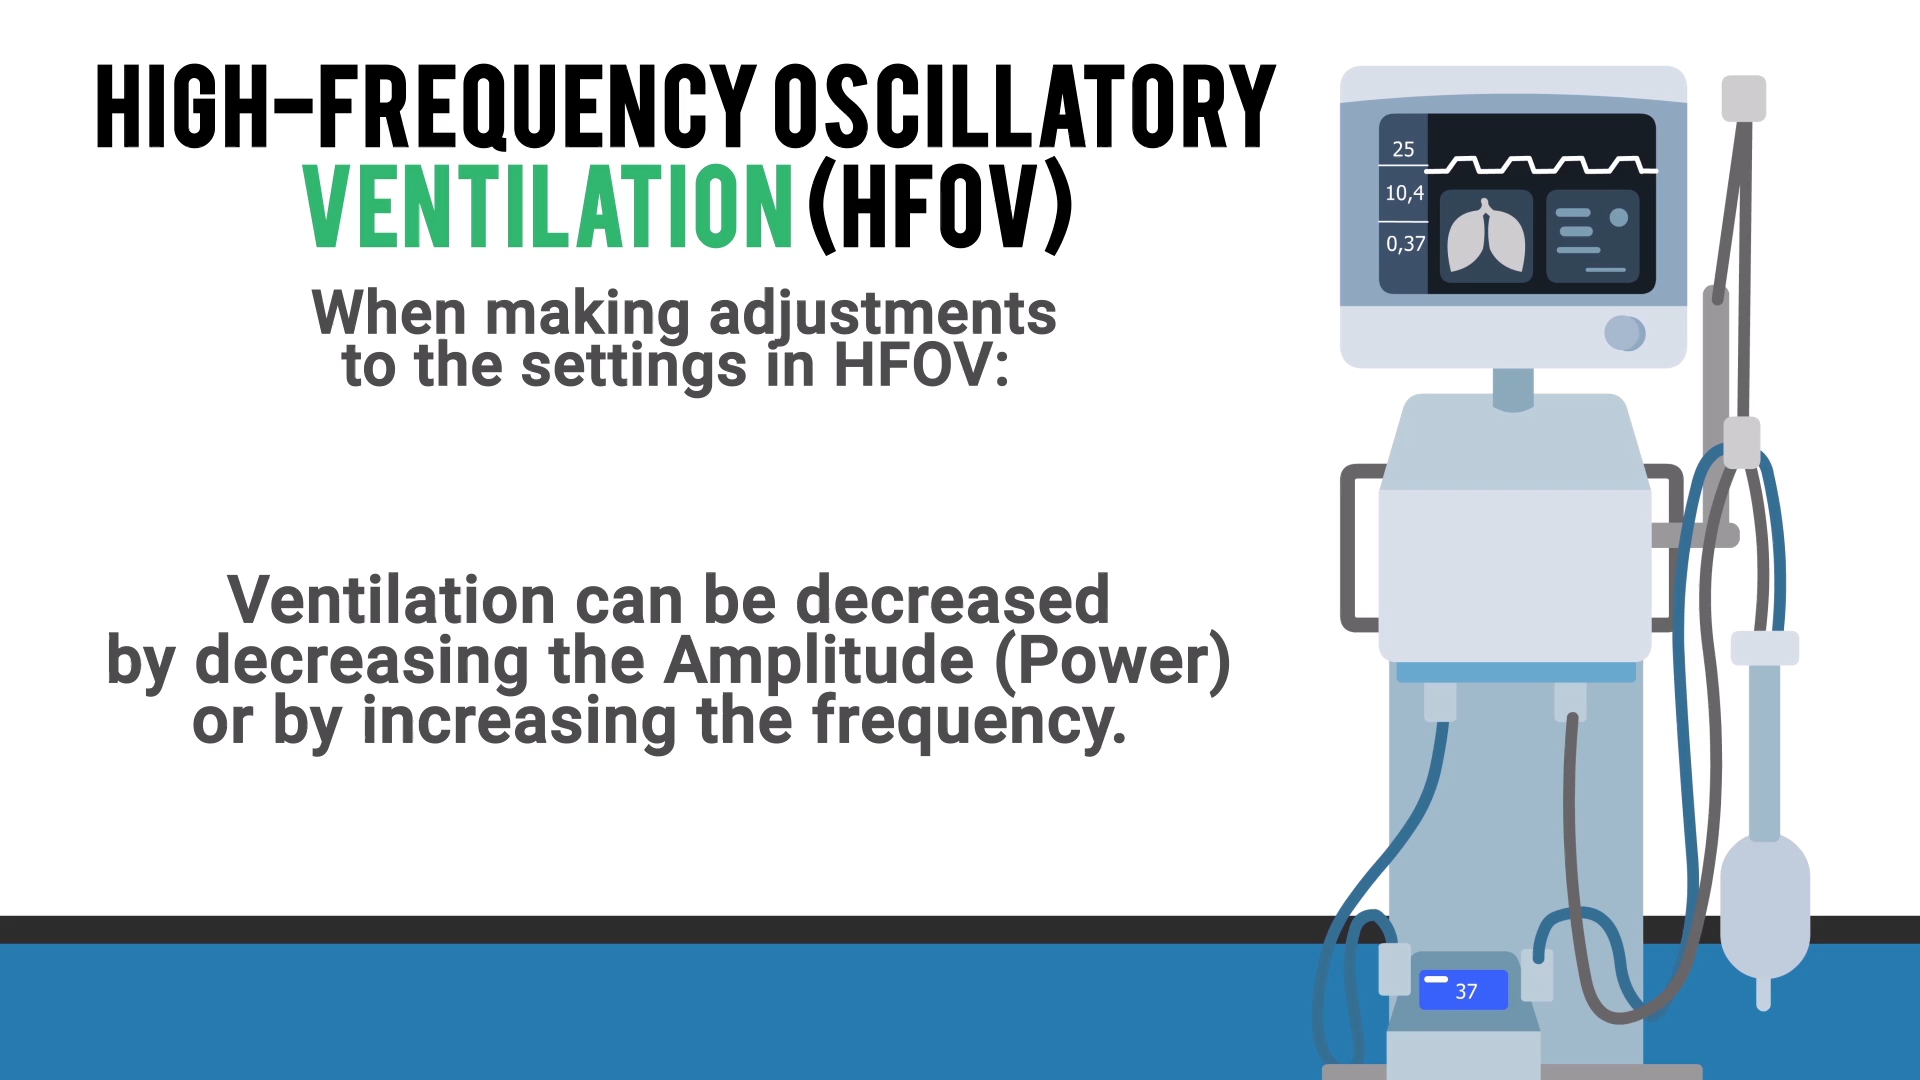 HIGH-FREQUENCY OSCILLATORY
VENTILATION (HFOV)
When making adjustments
to the settings in HFOV:
Ventilation can be decreased
by decreasing the Amplitude (Power)
or by increasing the frequency.
25
10,4
0,37
37